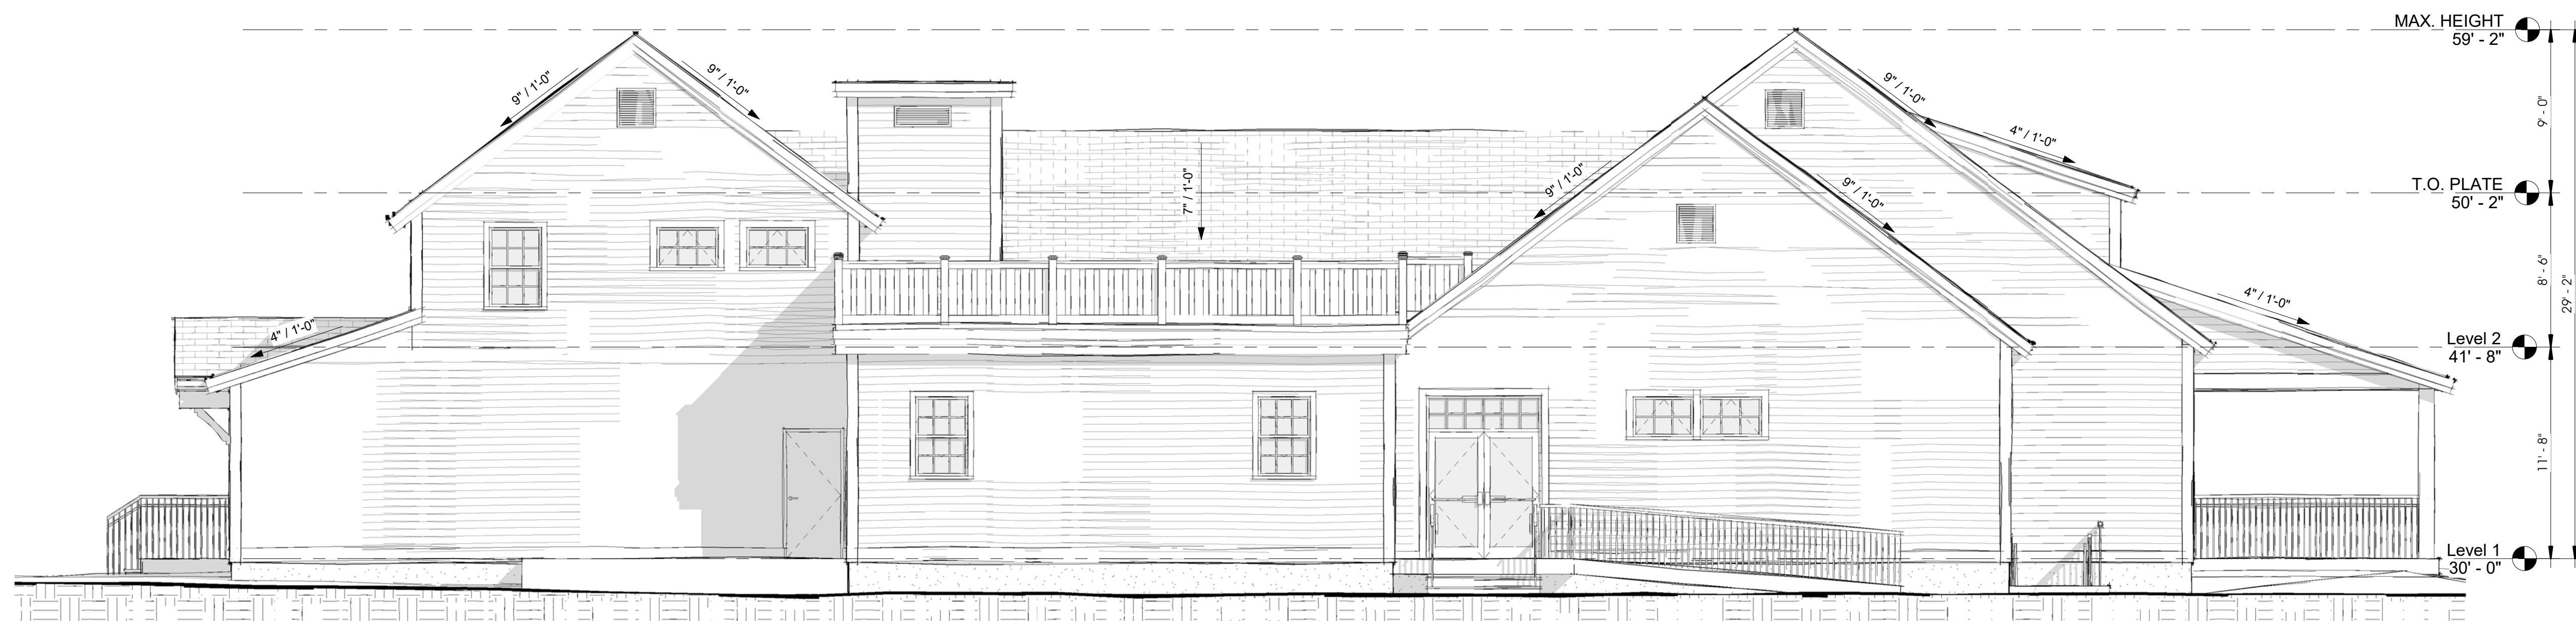 MAX. HEIGHT
59' - 2"
9" / 1'-0"
9" / 1'-0"
9" / 1'-0"
4" / 1'-0"
9' - 0"
T.O. PLATE
50' - 2"
7" / 1'-0"
9" / 1'-0"
9" / 1'-0"
8' - 6"
29' - 2"
4" / 1'-0"
4" / 1'-0"
Level 2
41' - 8"
11' - 8"
Level 1
30' - 0"